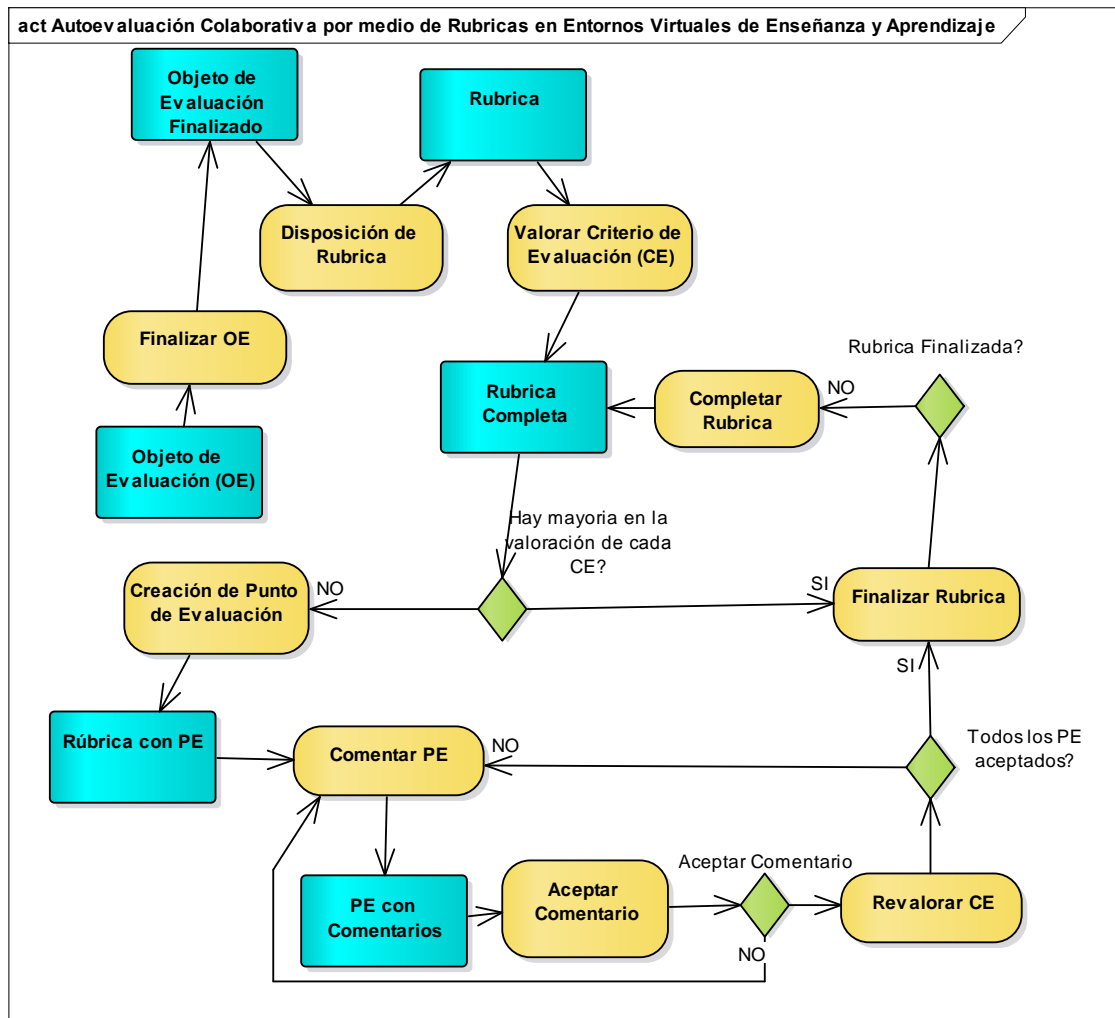 act Autoevaluación Colaborativa por medio de Rubricas en Entornos Virtuales de Enseñanza y Aprendizaje
Objeto de
Evaluación
Finalizado
Rubrica
Disposición de
Rubrica
Valorar Criterio de
Evaluación (CE)
Finalizar OE
Rubrica Finalizada?
Rubrica
Completa
Completar
Rubrica
NO
Objeto de
Evaluación (OE)
Hay mayoria en la
valoración de cada
CE?
Creación de Punto
de Evaluación
NO
SI
Finalizar Rubrica
SI
Rúbrica con PE
Comentar PE
NO
Todos los PE
aceptados?
Aceptar Comentario
PE con
Comentarios
Aceptar
Comentario
Revalorar CE
NO